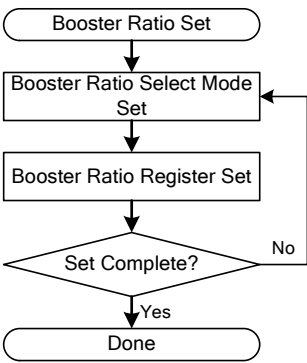 Booster Ratio Set
Booster Ratio Select Mode
Set
Booster Ratio Register Set
Set Complete?
No
Yes
Done